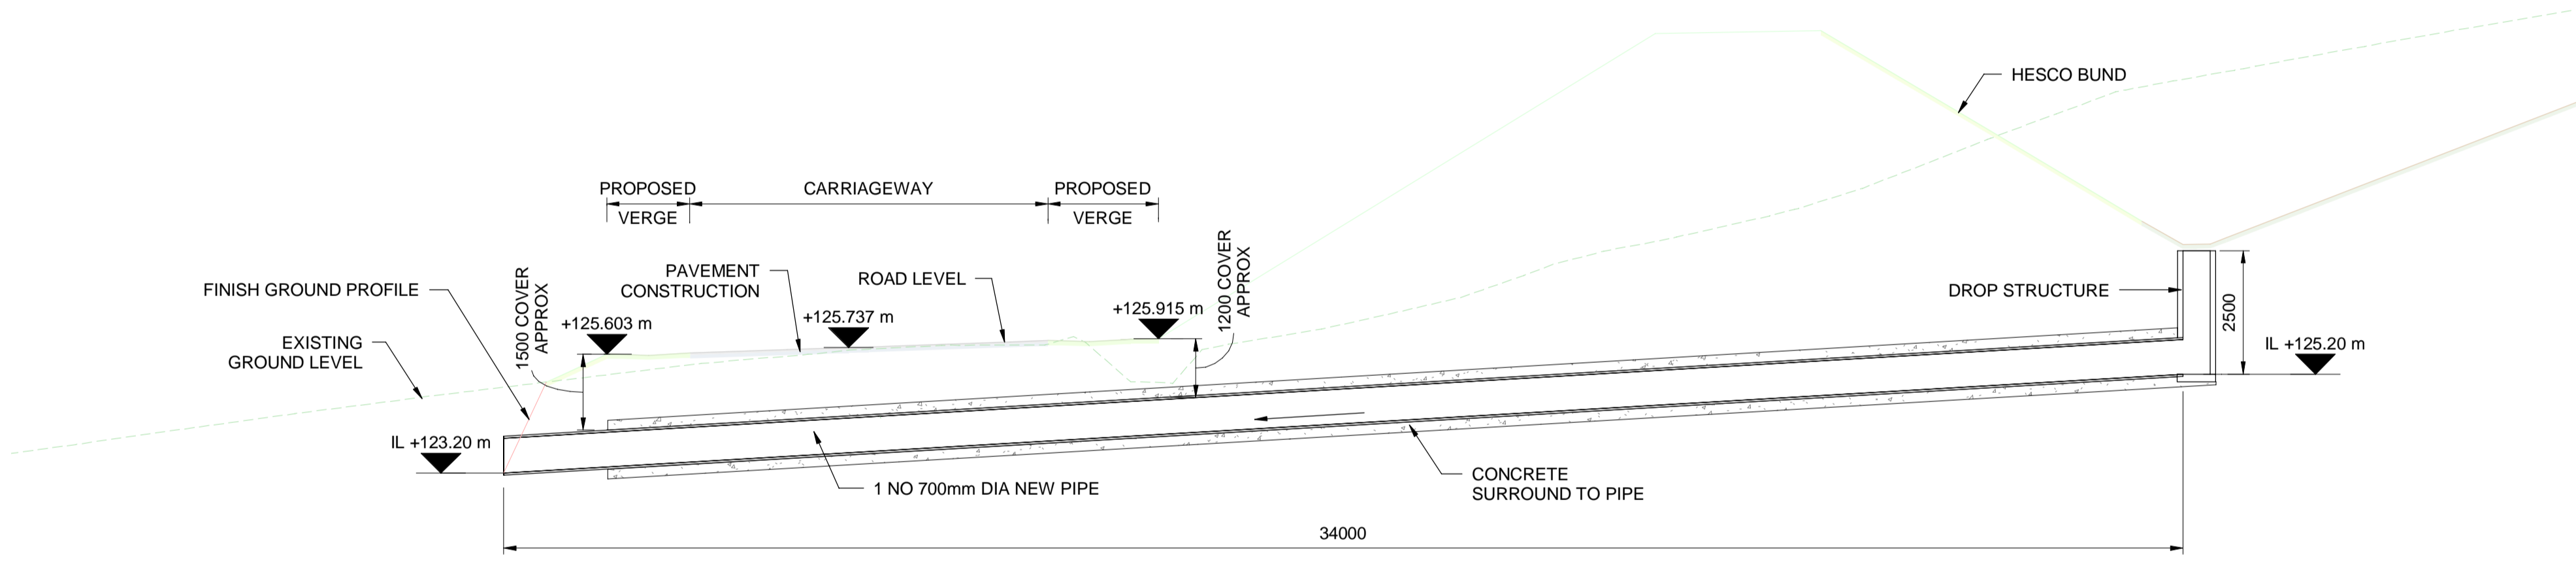 HESCO BUND
PROPOSED
VERGE
CARRIAGEWAY
PROPOSED
VERGE
FINISH GROUND PROFILE
EXISTING
GROUND LEVEL
1500 COVER
APPROX
PAVEMENT
CONSTRUCTION
ROAD LEVEL
1200 COVER
APPROX
+125.603 m
+125.737 m
+125.915 m
DROP STRUCTURE
2500
IL +125.20 m
IL +123.20 m
1 NO 700mm DIA NEW PIPE
CONCRETE
SURROUND TO PIPE
34000